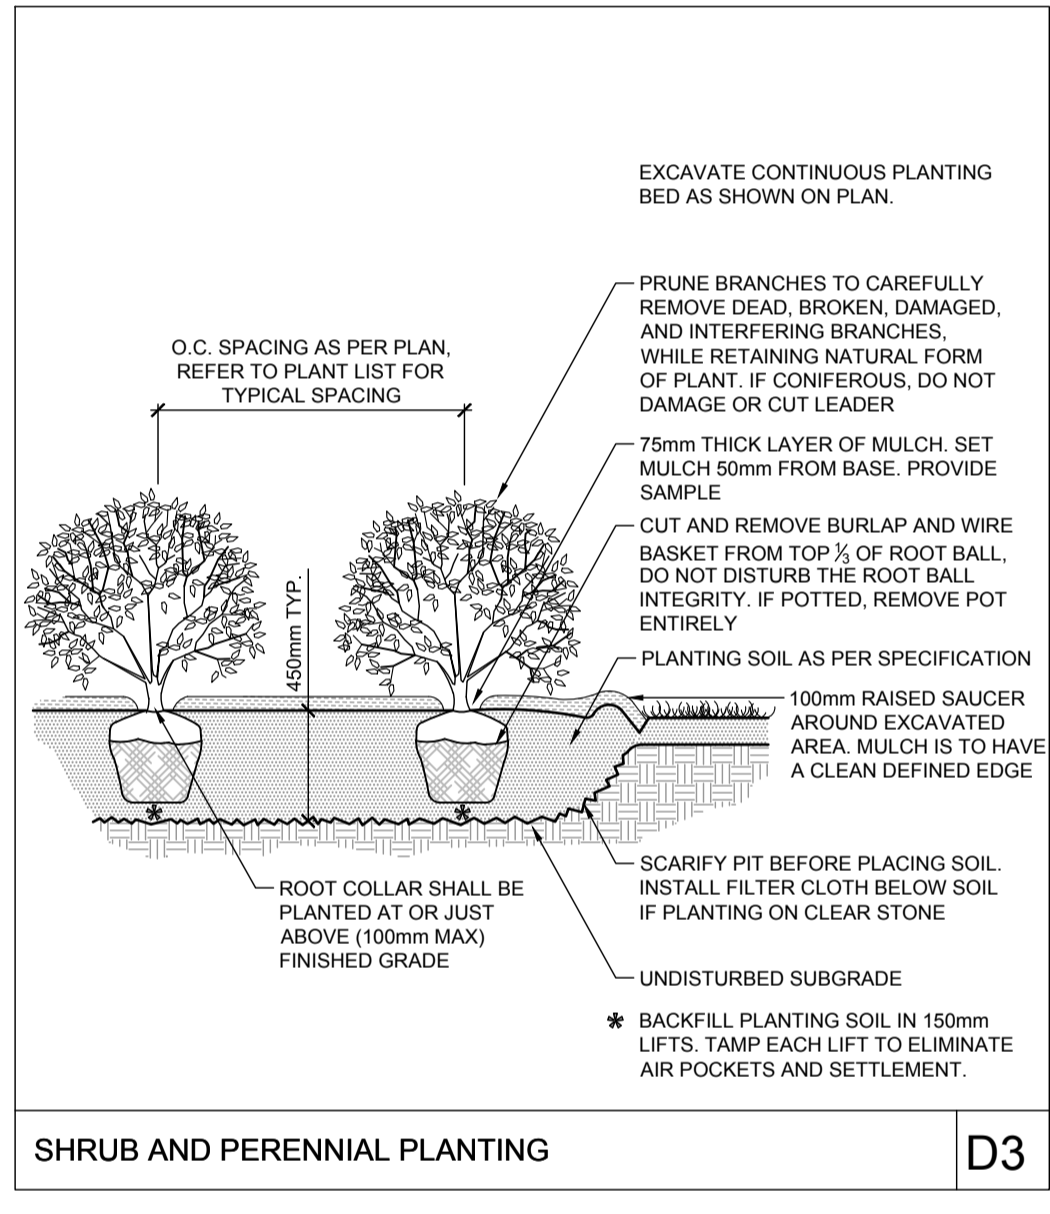 EXCAVATE CONTINUOUS PLANTING
BED AS SHOWN ON PLAN.
PRUNE BRANCHES TO CAREFULLY
REMOVE DEAD, BROKEN, DAMAGED,
AND INTERFERING BRANCHES,
WHILE RETAINING NATURAL FORM
OF PLANT. IF CONIFEROUS, DO NOT
DAMAGE OR CUT LEADER
O.C. SPACING AS PER PLAN,
REFER TO PLANT LIST FOR
TYPICAL SPACING
75mm THICK LAYER OF MULCH. SET
MULCH 50mm FROM BASE. PROVIDE
SAMPLE
CUT AND REMOVE BURLAP AND WIRE
BASKET FROM TOP ⅓ OF ROOT BALL,
DO NOT DISTURB THE ROOT BALL
INTEGRITY. IF POTTED, REMOVE POT
ENTIRELY
450mm TYP.
PLANTING SOIL AS PER SPECIFICATION
100mm RAISED SAUCER
AROUND EXCAVATED
AREA. MULCH IS TO HAVE
A CLEAN DEFINED EDGE
SCARIFY PIT BEFORE PLACING SOIL.
INSTALL FILTER CLOTH BELOW SOIL
IF PLANTING ON CLEAR STONE
ROOT COLLAR SHALL BE
PLANTED AT OR JUST
ABOVE (100mm MAX)
FINISHED GRADE
UNDISTURBED SUBGRADE
* BACKFILL PLANTING SOIL IN 150mm
LIFTS. TAMP EACH LIFT TO ELIMINATE
AIR POCKETS AND SETTLEMENT.
SHRUB AND PERENNIAL PLANTING
D3